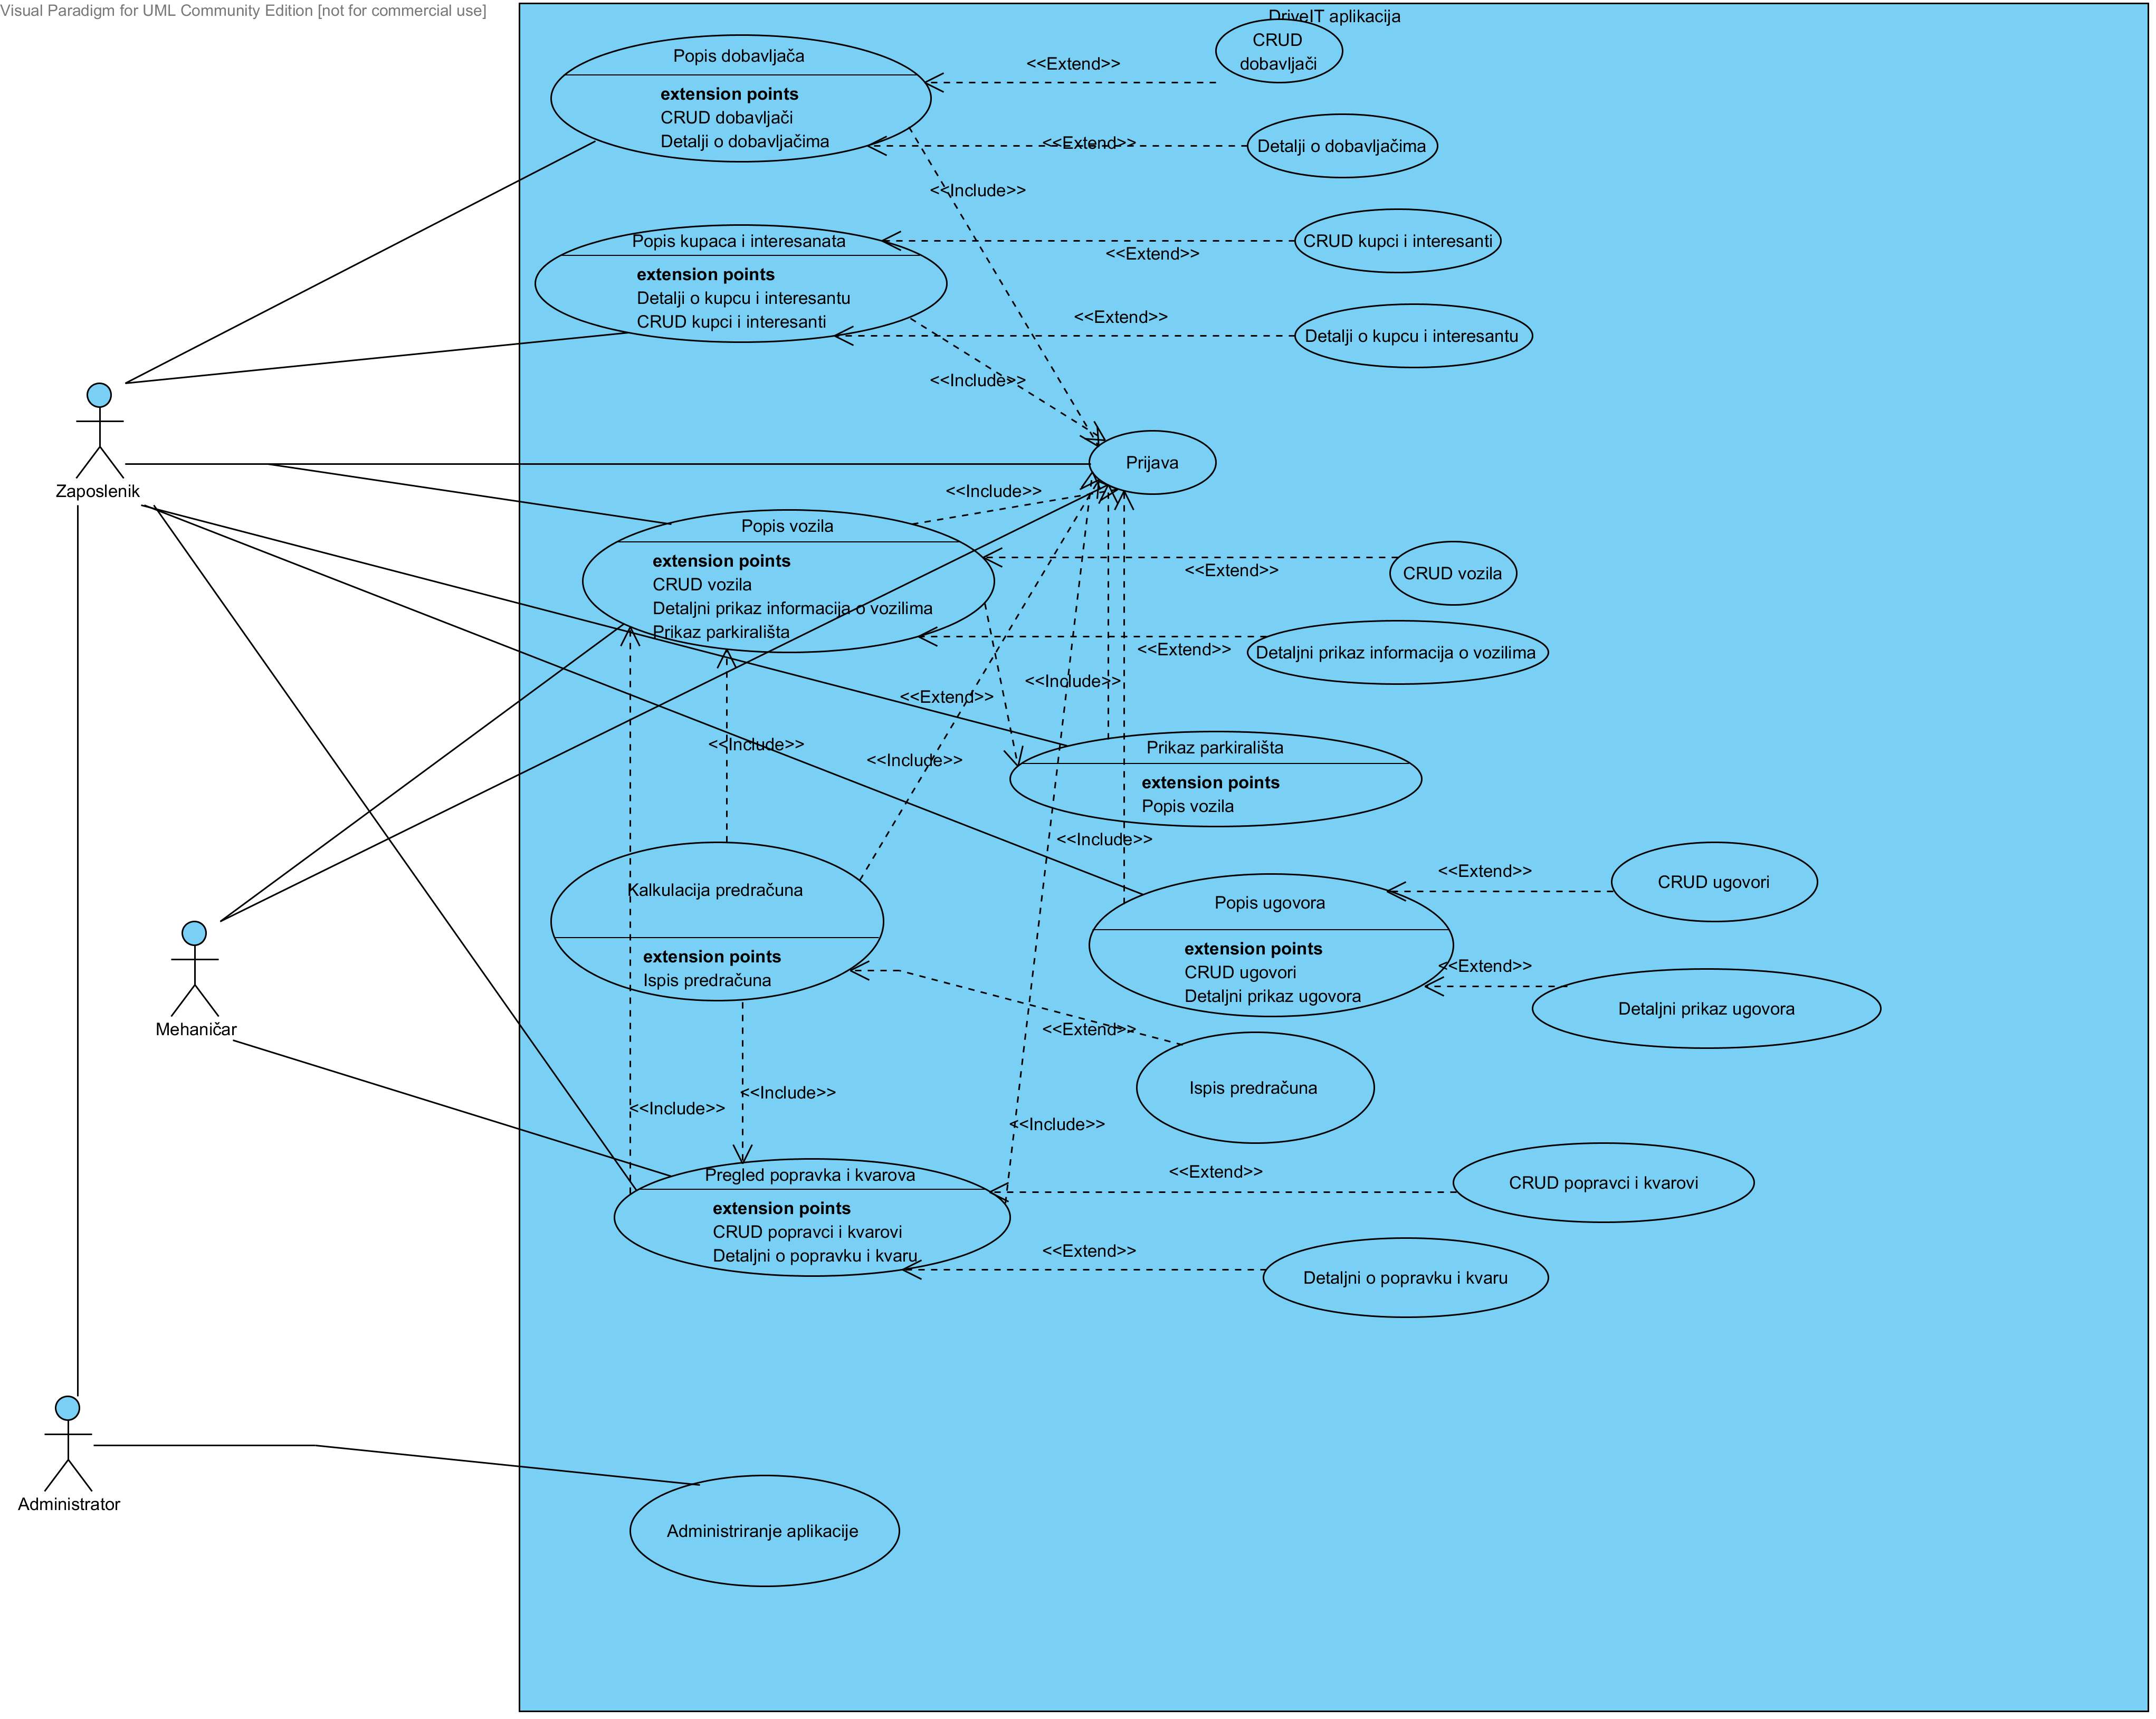 Visual Paradigm for UML Community Edition [not for commercial use]
DriveIT aplikacija
CRUD
dobavljači
Popis dobavljača
<<Extend>>
extension points
CRUD dobavljači
Detalji o dobavljačima
<<Extend>>
Detalji o dobavljačima
<<Include>>
Popis kupaca i interesanata
CRUD kupci i interesanti
<<Extend>>
extension points
Detalji o kupcu i interesantu
CRUD kupci i interesanti
<<Extend>>
Detalji o kupcu i interesantu
<<Include>>
Prijava
Zaposlenik
<<Include>>
Popis vozila
extension points
CRUD vozila
Detaljni prikaz informacija o vozilima
Prikaz parkirališta
<<Extend>>
CRUD vozila
<<Extend>>
Detaljni prikaz informacija o vozilima
<<Include>>
<<Extend>>
<<Include>>
<<Include>>
Prikaz parkirališta
extension points
Popis vozila
<<Include>>
Kalkulacija predračuna
extension points
Ispis predračuna
Popis ugovora
extension points
CRUD ugovori
Detaljni prikaz ugovora
<<Extend>>
CRUD ugovori
<<Extend>>
Detaljni prikaz ugovora
Mehaničar
<<Extend>>
Ispis predračuna
<<Include>>
<<Include>>
<<Include>>
Pregled popravka i kvarova
extension points
CRUD popravci i kvarovi
Detaljni o popravku i kvaru
<<Extend>>
CRUD popravci i kvarovi
<<Extend>>
Detaljni o popravku i kvaru
Administrator
Administriranje aplikacije